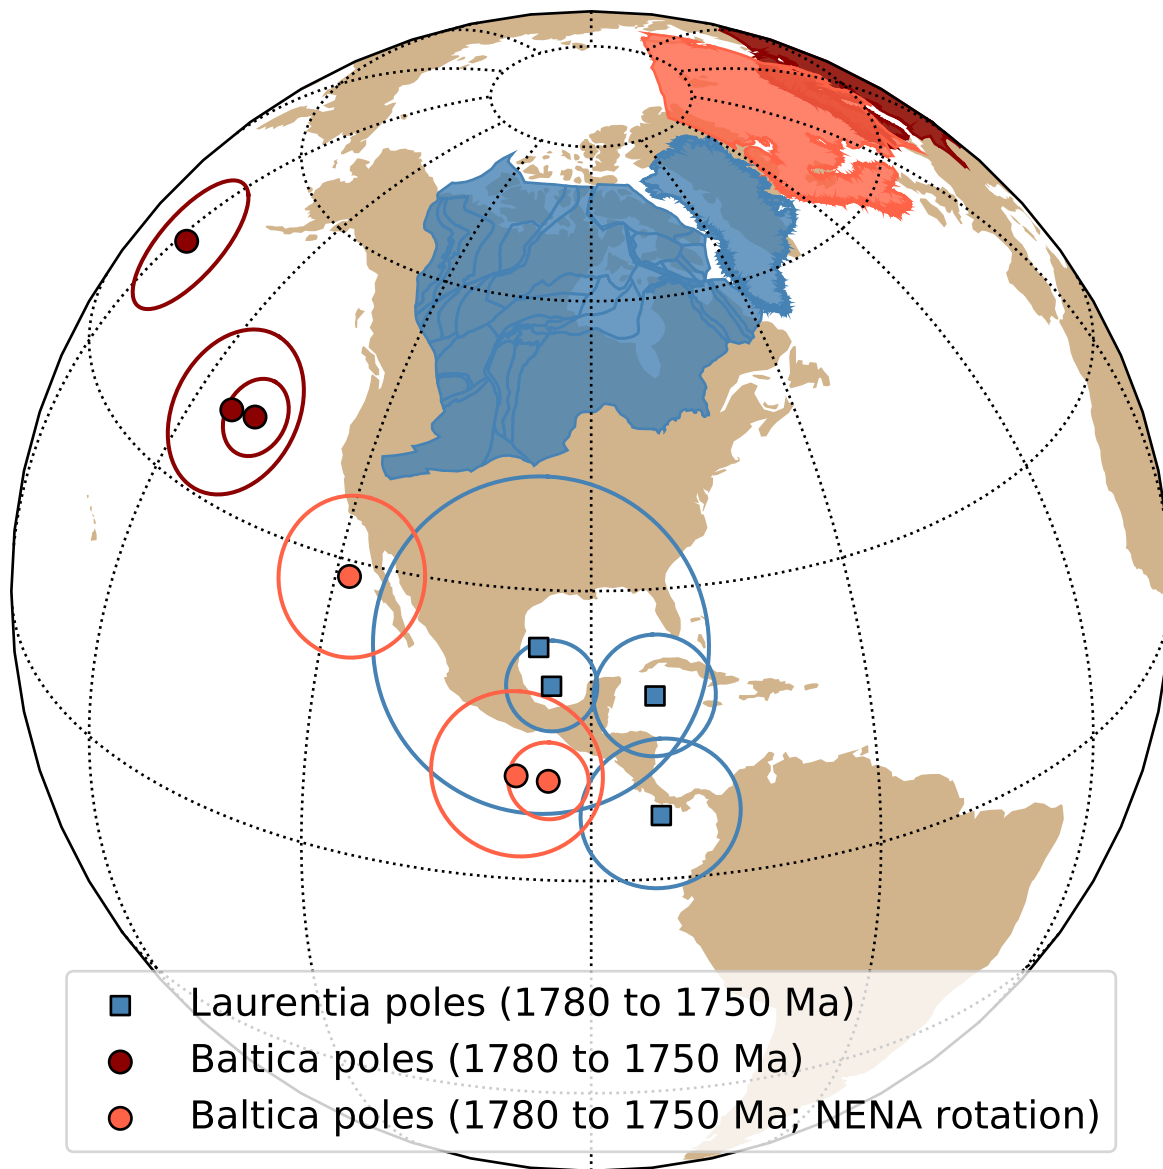 Laurentia poles (1780 to 1750 Ma)
Baltica poles (1780 to 1750 Ma)
Baltica poles (1780 to 1750 Ma; NENA rotation)